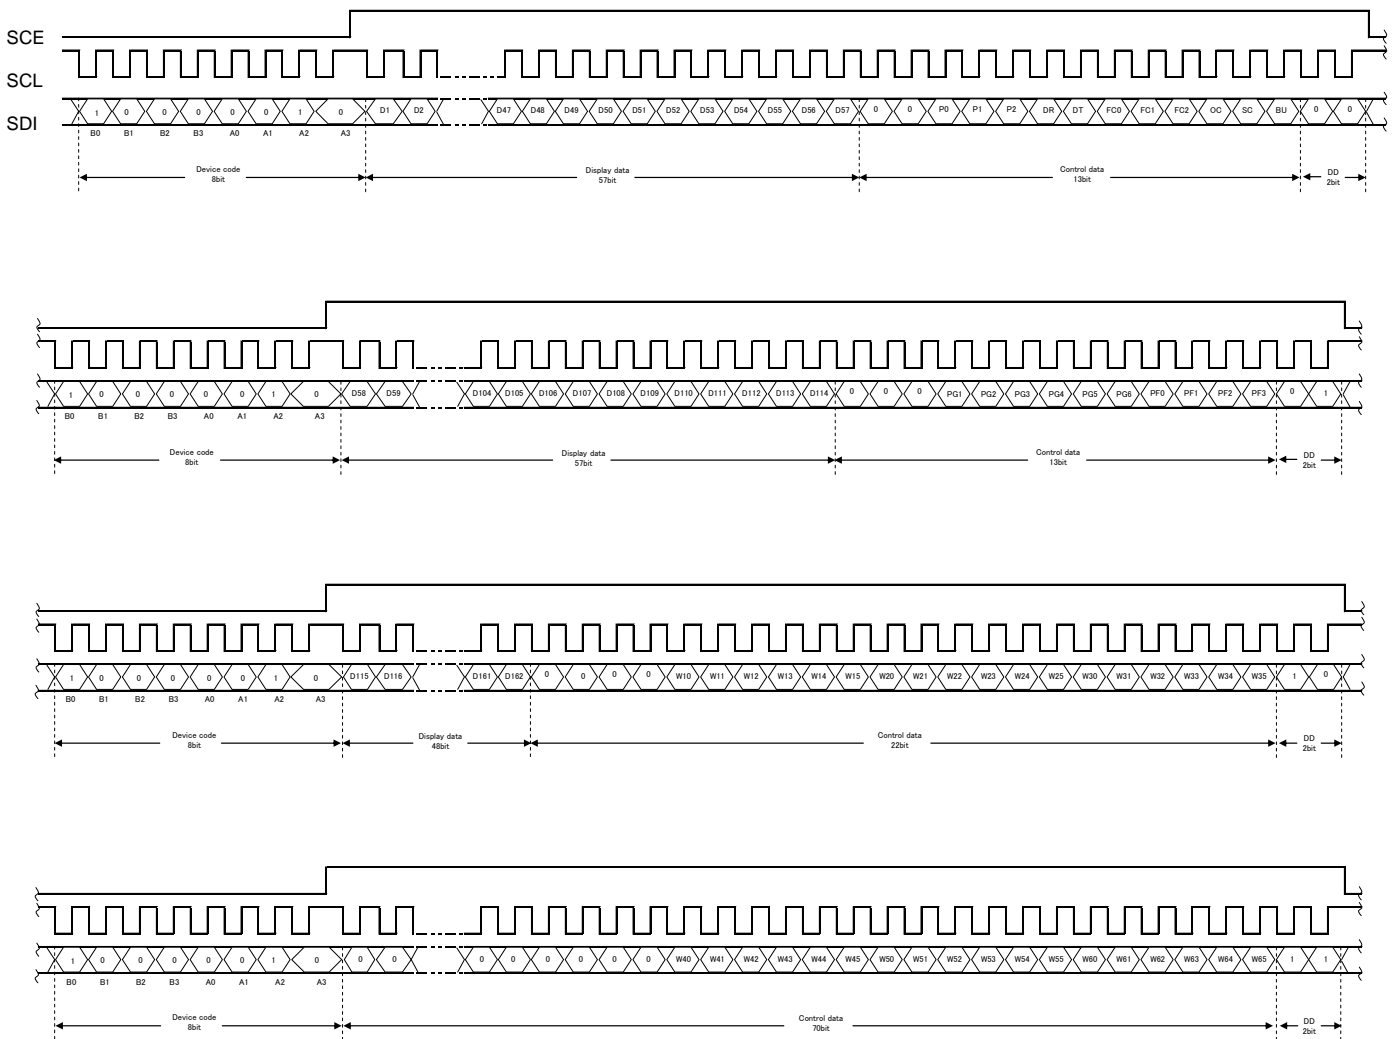 SCE
SCL
SDI
1 0 0 0 0 0 1 0 D1 D2 D47 D48 D49 D50 D51 D52 D53 D54 D55 D56 D57 0 0 P0 P1 P2 DR DT FC0 FC1 FC2 OC SC BU 0 0
B0 B1 B2 B3 A0 A1 A2 A3
Device code Display data Control data DD
8bit 57bit 13bit 2bit
1 0 0 0 0 0 1 0 D58 D59 D104 D105 D106 D107 D108 D109 D110 D111 D112 D113 D114 0 0 0 PG1 PG2 PG3 PG4 PG5 PG6 PF0 PF1 PF2 PF3 0 1
B0 B1 B2 B3 A0 A1 A2 A3
Device code Display data Control data DD
8bit 57bit 13bit 2bit
1 0 0 0 0 0 1 0 D115 D116 D161 D162 0 0 0 0 W10 W11 W12 W13 W14 W15 W20 W21 W22 W23 W24 W25 W30 W31 W32 W33 W34 W35 1 0
B0 B1 B2 B3 A0 A1 A2 A3
Device code Display data Control data DD
8bit 48bit 22bit 2bit
1 0 0 0 0 0 1 0 0 0 0 0 0 0 0 0 W40 W41 W42 W43 W44 W45 W50 W51 W52 W53 W54 W55 W60 W61 W62 W63 W64 W65 1 1
B0 B1 B2 B3 A0 A1 A2 A3
Device code Control data DD
8bit 70bit 2bit